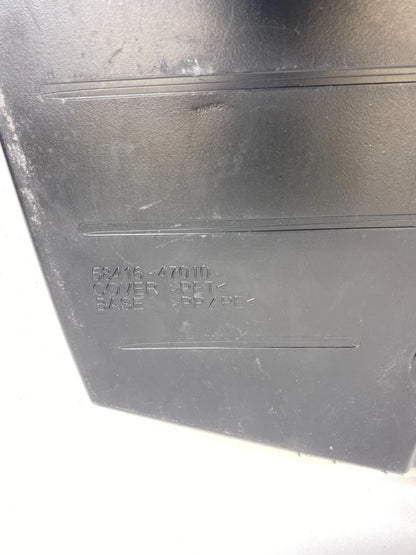 58416-47010
COVER >PET<
BASE >PP/PE<